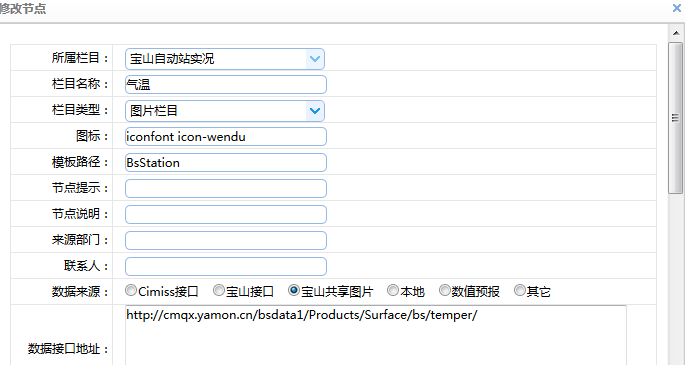 修改节点
所属栏目： 宝山自动站实况
栏目名称： 气温
栏目类型： 图片栏目
图标： iconfont icon-wendu
模板路径： BsStation
节点提示：
节点说明：
来源部门：
联系人：
数据来源： Cimiss接口 宝山接口 宝山共享图片 本地 数值预报 其它
http://cmqx.yamon.cn/bsdata1/Products/Surface/bs/temper/
数据接口地址：